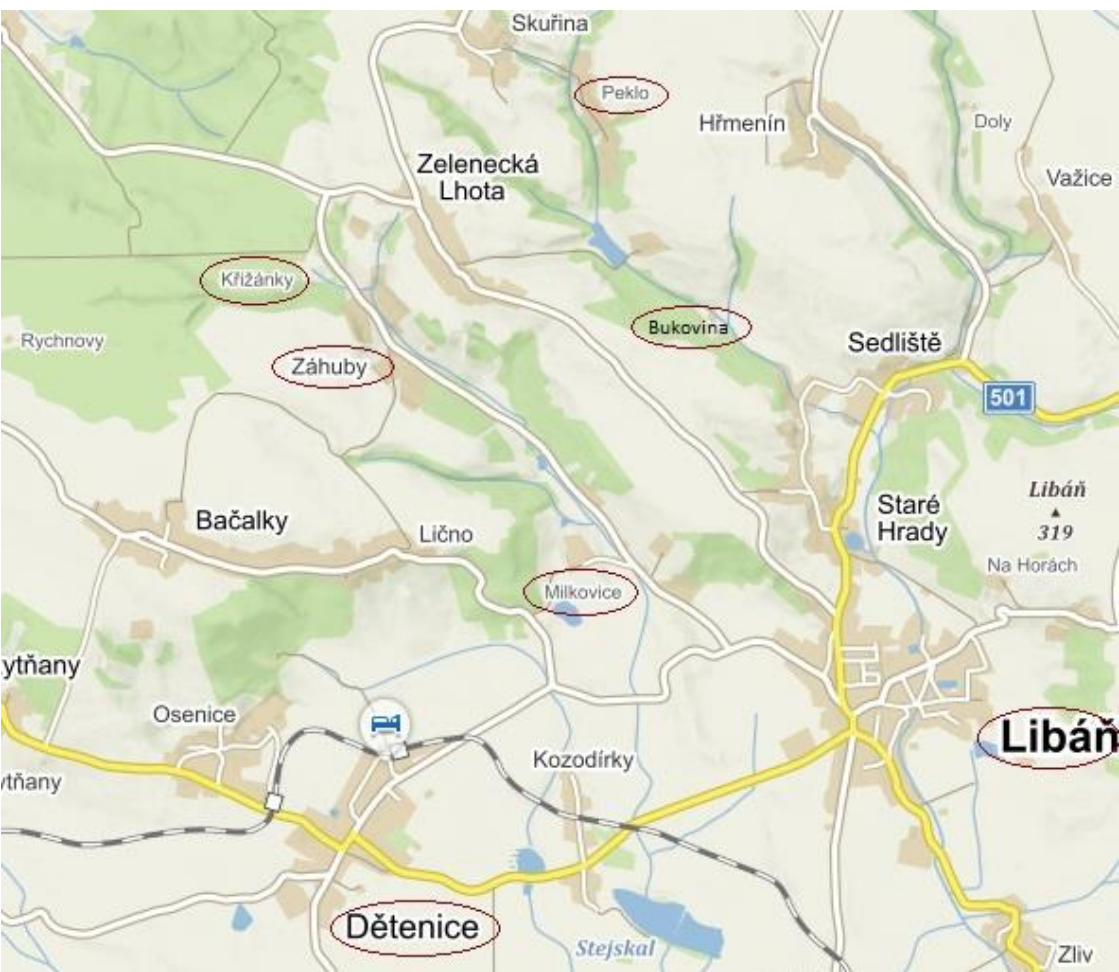 Skuřina
Peklo
Hřmenín
Doly
Zelenecká
Lhota
Važice
Křižánky
Bukovina
Rychnovy
Záhuby
Sedliště
501
Libáň
319
Bačalky
Staré
Hrady
Lično
Na Horách
Milkovice
ytňany
Osenice
Libáň
Kozodírky
ytňany
Dětenice
Stejskal
Zliv